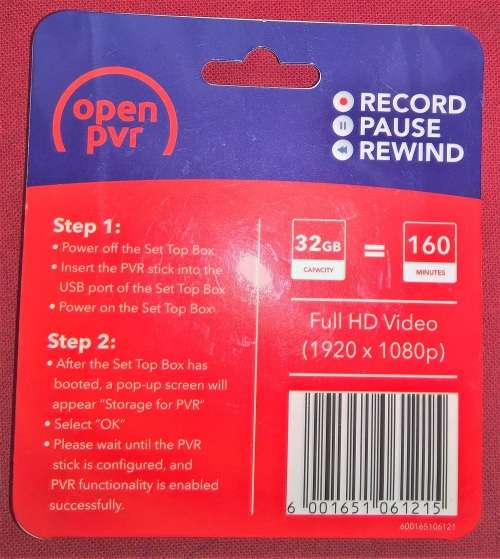 open
pvr
RECORD
PAUSE
REWIND
Step 1:
• Power off the Set Top Box
• Insert the PVR stick into the
USB port of the Set Top Box
• Power on the Set Top Box
Step 2:
• After the Set Top Box has
booted, a pop-up screen will
appear "Storage for PVR"
• Select "OK"
• Please wait until the PVR
stick is configured, and
PVR functionality is enabled
successfully.
32GB
CAPACITY
=
160
MINUTES
Full HD Video
(1920 x 1080p)
6 001651 061215
600165106121